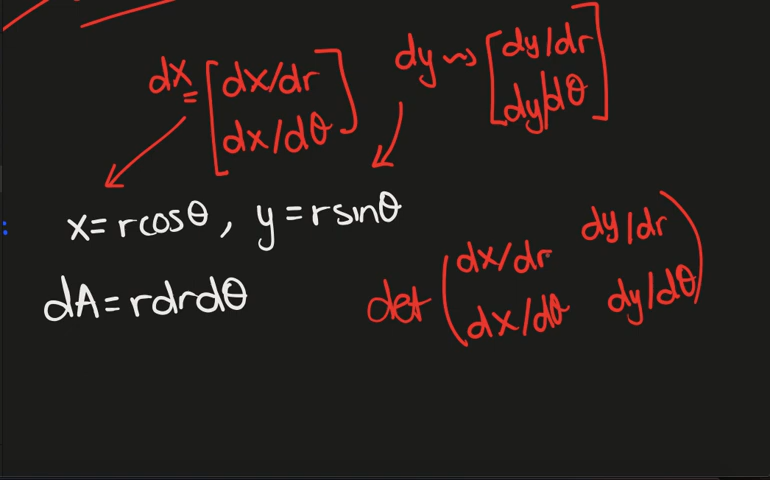 dx = [dx/dr
dx/dθ]
dy ⇝ [dy/dr
dy/dθ]
x = rcosθ, y = rsinθ
dA = rdrdθ
det (dx/dr dy/dr
dx/dθ dy/dθ)